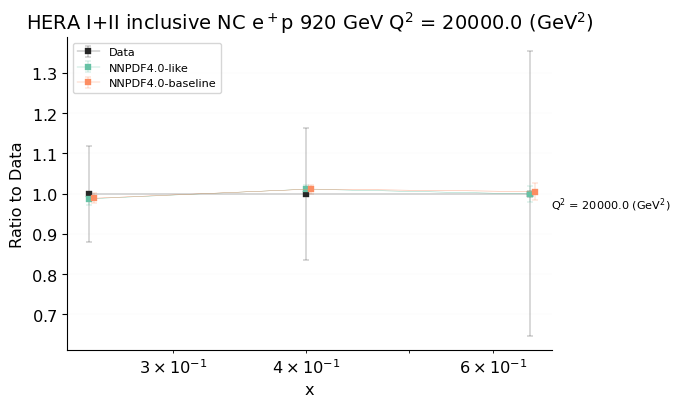 HERA I+II inclusive NC e⁺p 920 GeV Q² = 20000.0 (GeV²)
Data
NNPDF4.0-like
NNPDF4.0-baseline
Ratio to Data
1.3
1.2
1.1
1.0
0.9
0.8
0.7
Q² = 20000.0 (GeV²)
3 × 10⁻¹
4 × 10⁻¹
6 × 10⁻¹
x